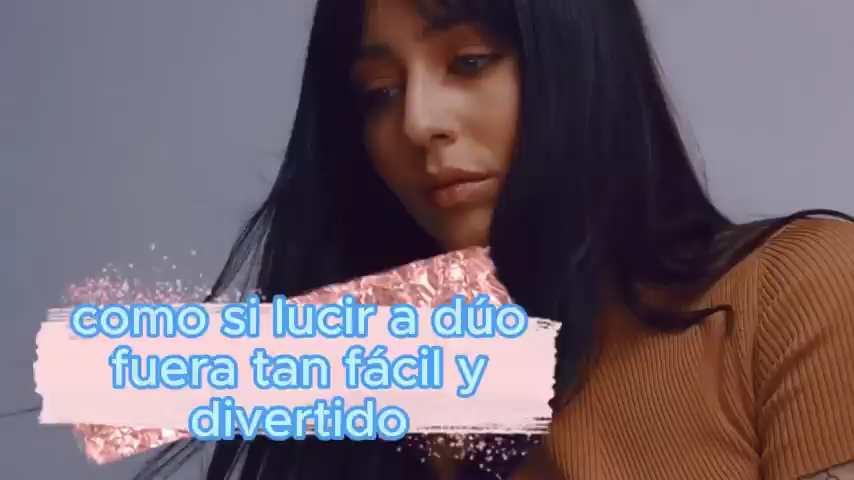 como si lucir a dúo
fuera tan fácil y
divertido